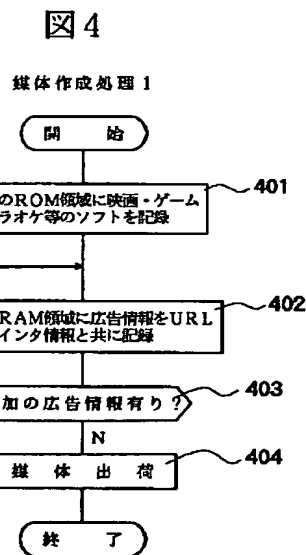 図4
媒体作成処理1
開 始
のROM領域に映画・ゲーム
ラオケ等のソフトを記録
401
RAM領域に広告情報をURL
インタ情報と共に記録
402
加の広告情報有り?
403
N
媒 体 出 荷
404
終 了